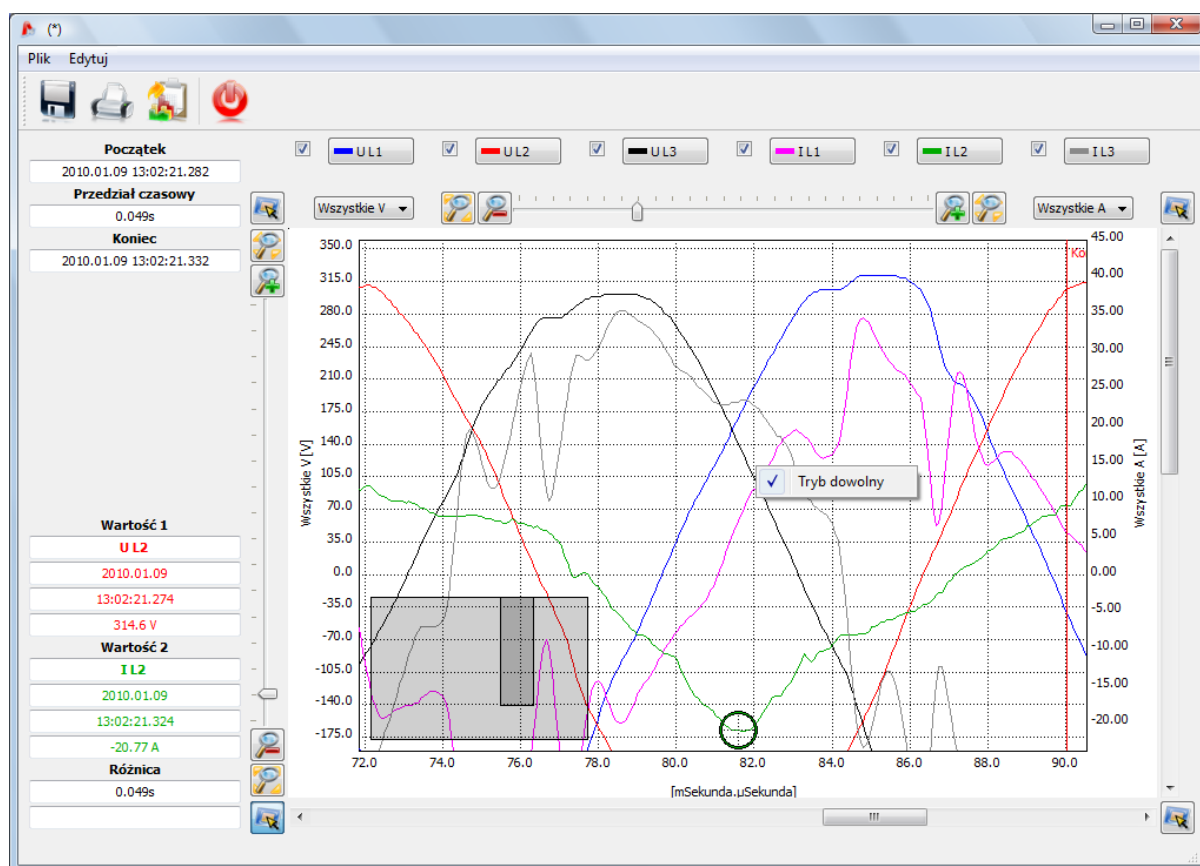 (*)
Plik Edytuj
Początek
2010.01.09 13:02:21.282
Przedział czasowy
0.049s
Koniec
2010.01.09 13:02:21.332
U L1 U L2 U L3 I L1 I L2 I L3
Wszystkie V Wszystkie A
350.0
315.0
280.0
245.0
210.0
175.0
140.0
105.0
70.0
35.0
0.0
-35.0
-70.0
-105.0
-140.0
-175.0
Wszystkie V [V]
Ko
Tryb dowolny
45.00
40.00
35.00
30.00
25.00
20.00
15.00
10.00
5.00
0.00
-5.00
-10.00
-15.00
-20.00
Wszystkie A [A]
72.0 74.0 76.0 78.0 80.0 82.0 84.0 86.0 88.0 90.0
[mSekunda.µSekunda]
Wartość 1
U L2
2010.01.09
13:02:21.274
314.6 V
Wartość 2
I L2
2010.01.09
13:02:21.324
-20.77 A
Różnica
0.049s